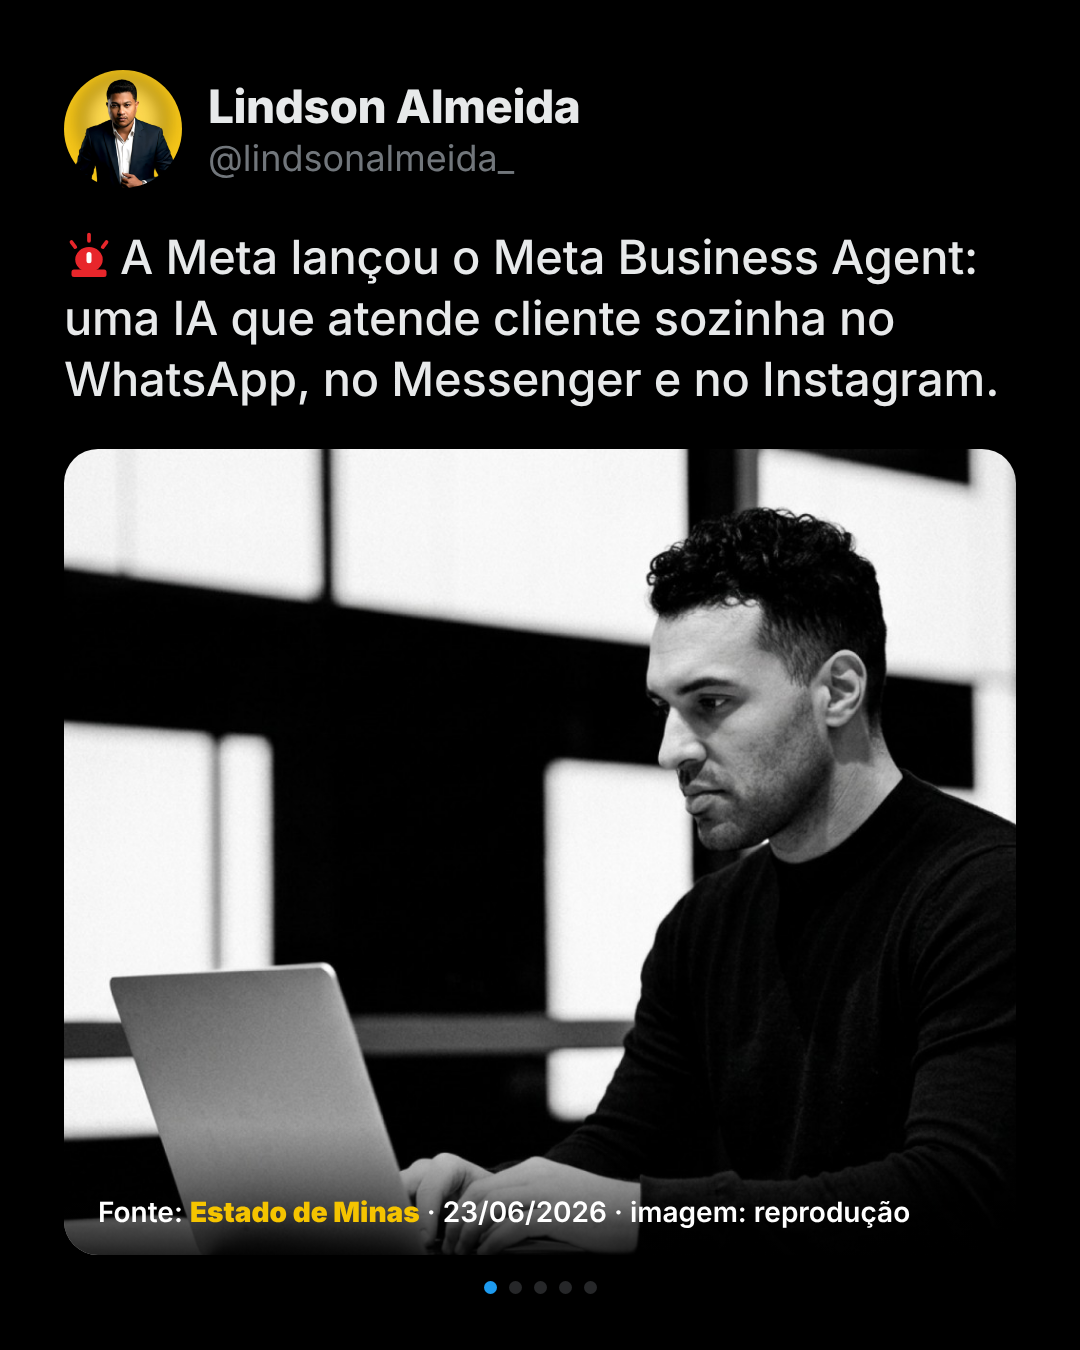 Lindson Almeida
@lindsonalmeida_
🚨 A Meta lançou o Meta Business Agent:
uma IA que atende cliente sozinha no
WhatsApp, no Messenger e no Instagram.
Fonte: Estado de Minas · 23/06/2026 · imagem: reprodução